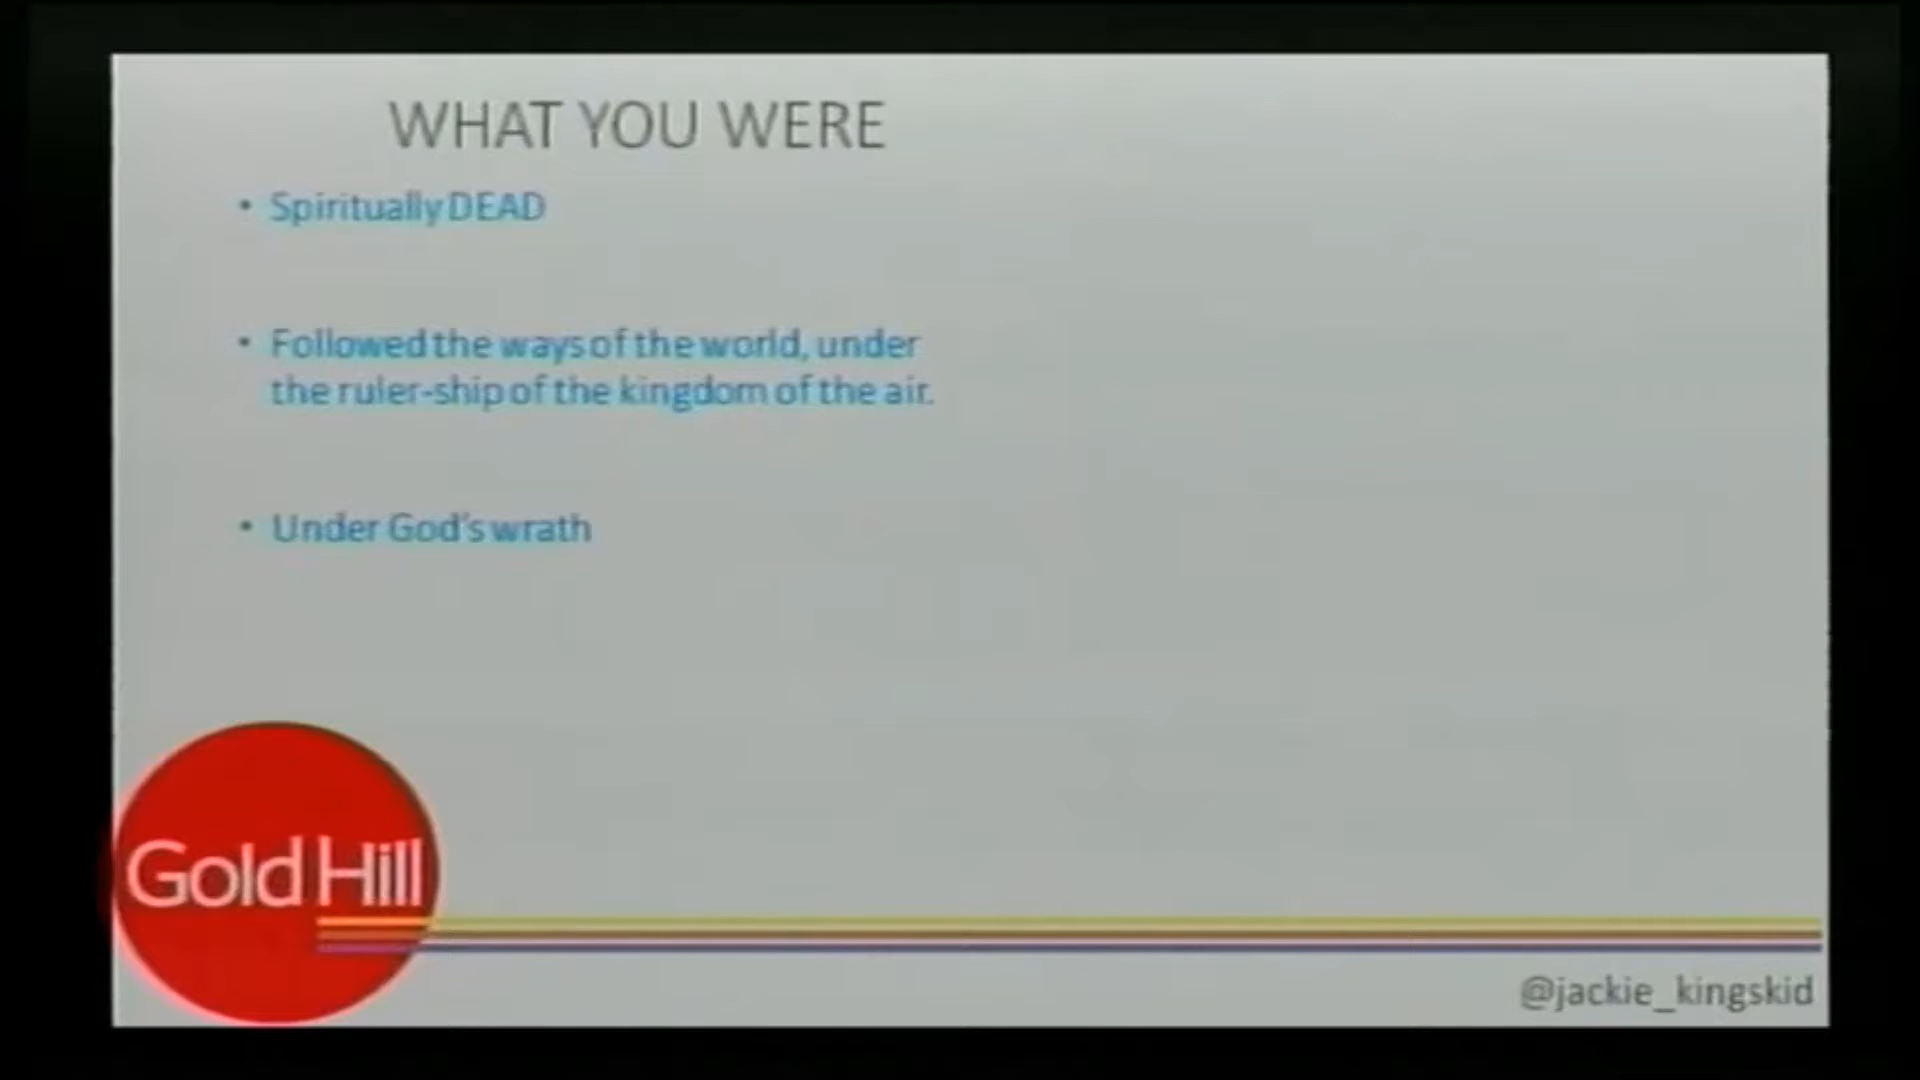 WHAT YOU WERE
• Spiritually DEAD
• Followed the ways of the world, under
the ruler-ship of the kingdom of the air.
• Under God's wrath
Gold Hill
@jackie_kingskid